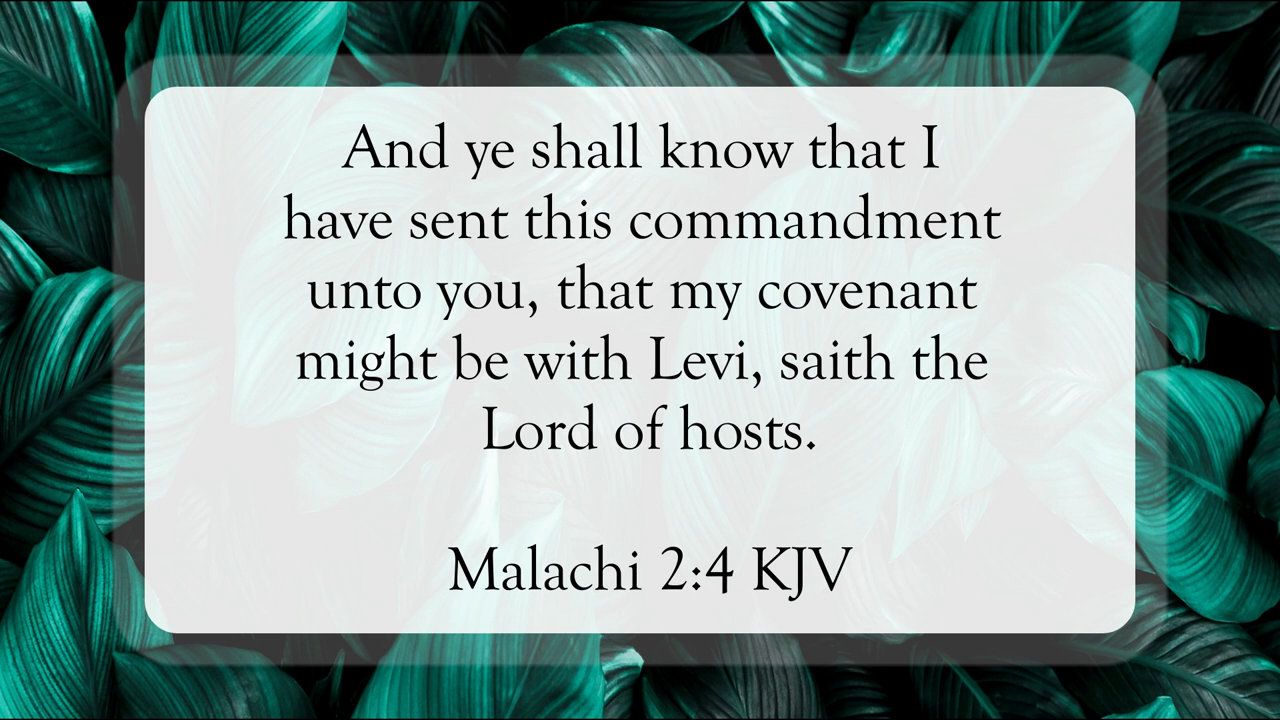 And ye shall know that I
have sent this commandment
unto you, that my covenant
might be with Levi, saith the
Lord of hosts.
Malachi 2:4 KJV